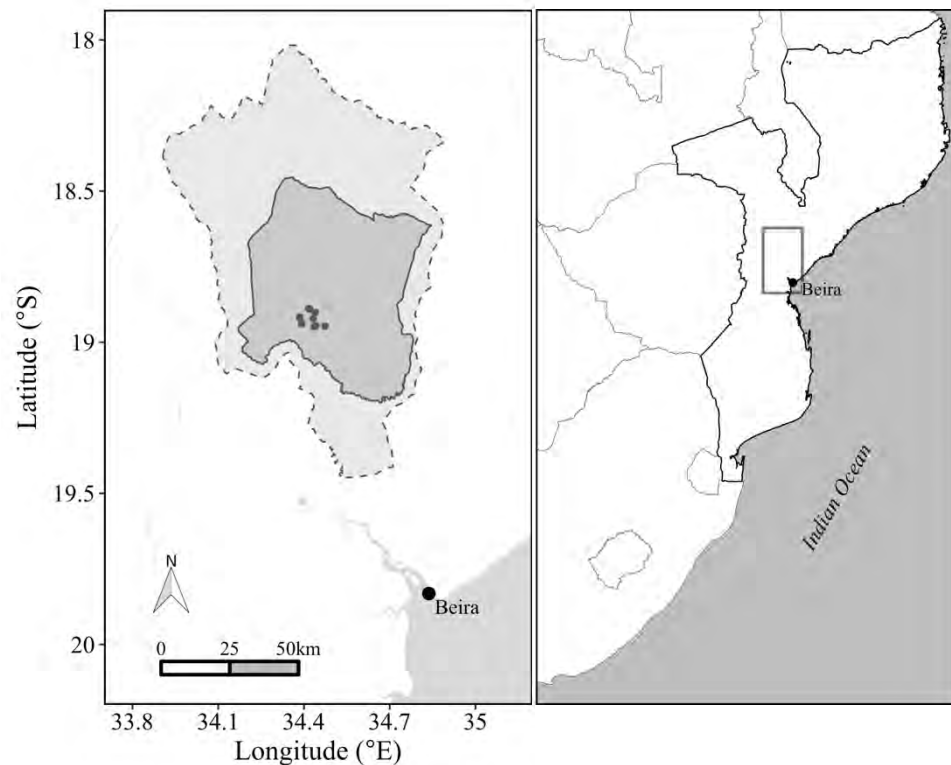 18
18.5
19
19.5
20
Latitude (°S)
N
0 25 50km
Beira
33.8 34.1 34.4 34.7 35
Longitude (°E)
Beira
Indian Ocean